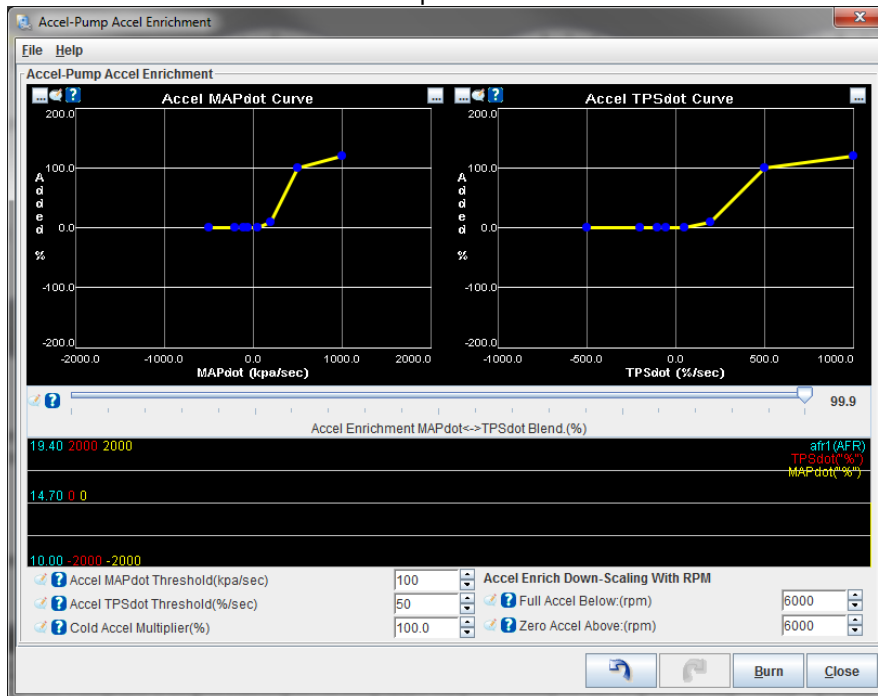 Accel-Pump Accel Enrichment
File Help
Accel-Pump Accel Enrichment
... ? Accel MAPdot Curve ...
200.0
100.0
0.0
-100.0
-200.0
Added %
-2000.0 -1000.0 0.0 1000.0 2000.0
MAPdot (kpa/sec)
... ? Accel TPSdot Curve ...
200.0
100.0
0.0
-100.0
-200.0
Added %
-1000.0 -500.0 0.0 500.0 1000.0
TPSdot (%/sec)
? 99.9
Accel Enrichment MAPdot<->TPSdot Blend.(%)
19.40 2000 2000 afr1(AFR)
TPSdot("%")
MAPdot("%")
14.70 0 0
10.00 -2000 -2000
? Accel MAPdot Threshold(kpa/sec) 100
? Accel TPSdot Threshold(%/sec) 50
? Cold Accel Multiplier(%) 100.0
Accel Enrich Down-Scaling With RPM
? Full Accel Below:(rpm) 6000
? Zero Accel Above:(rpm) 6000
Burn Close